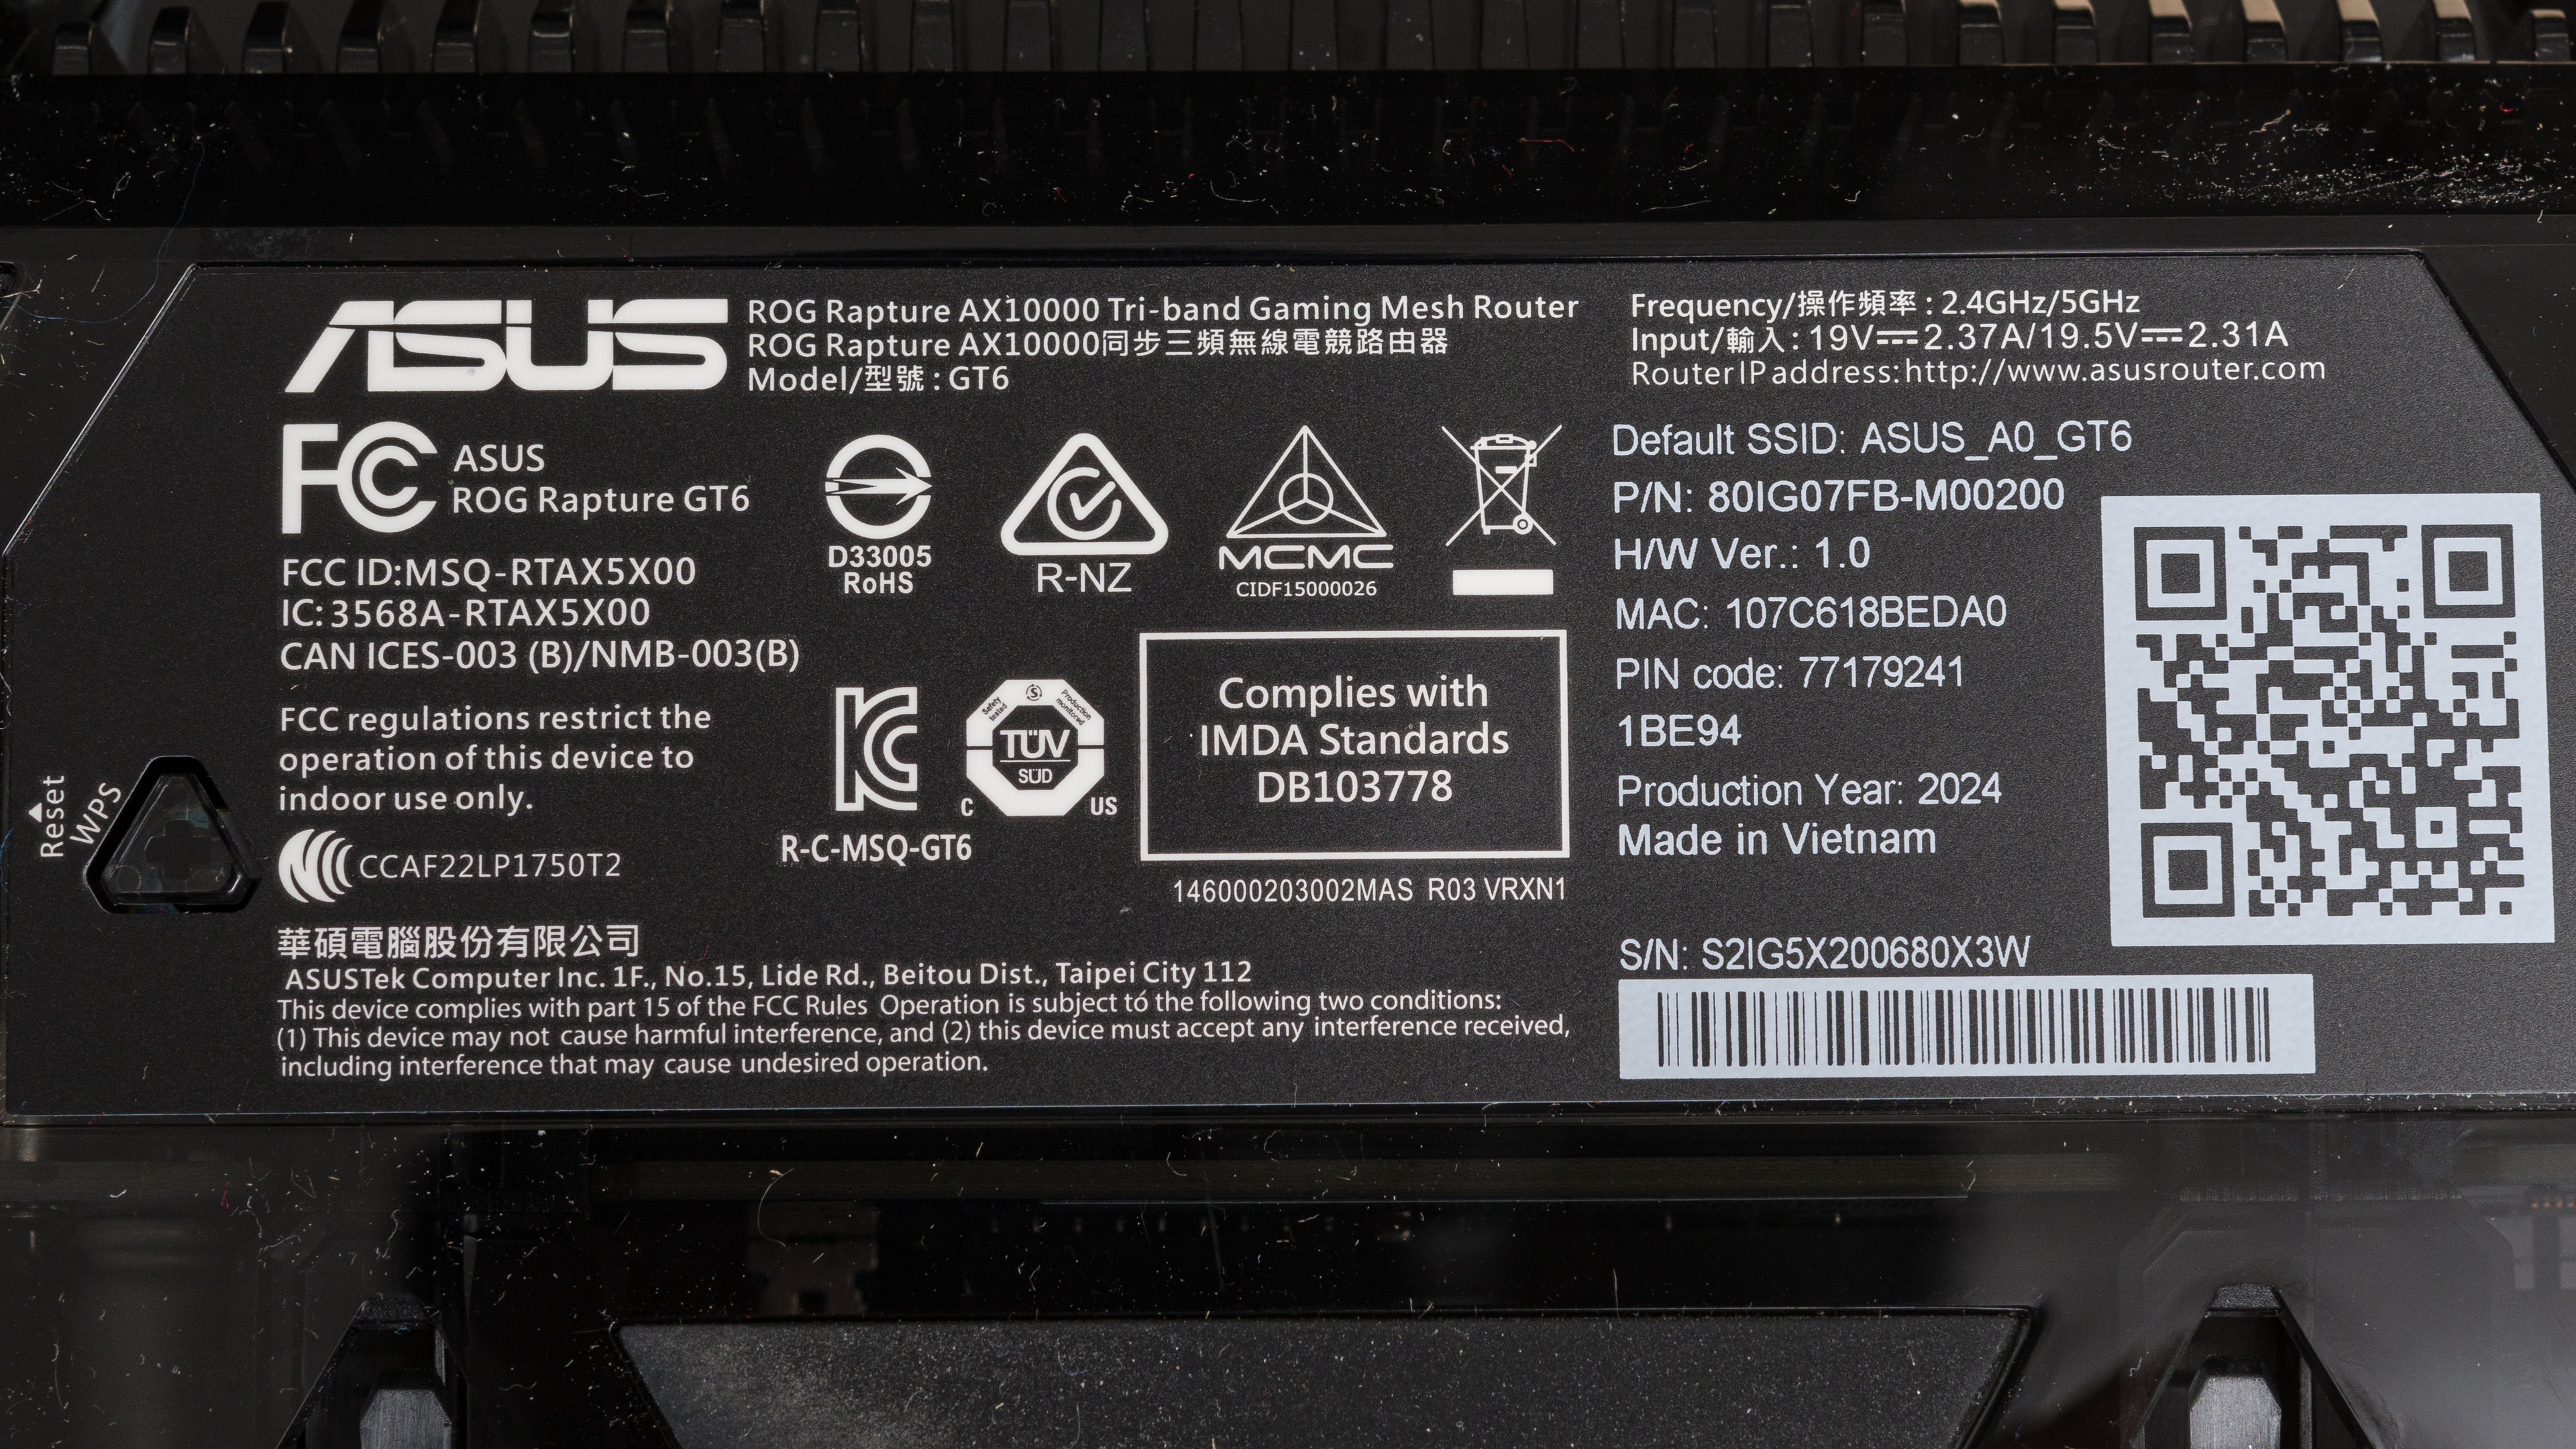 ASUS
ROG Rapture AX10000 Tri-band Gaming Mesh Router
ROG Rapture AX10000同步三頻無線電競路由器
Model/型號 : GT6
FC ASUS
ROG Rapture GT6
FCC ID:MSQ-RTAX5X00
IC: 3568A-RTAX5X00
CAN ICES-003 (B)/NMB-003(B)
FCC regulations restrict the
operation of this device to
indoor use only.
CCAF22LP1750T2
Reset
WPS
D33005
RoHS
R-NZ
MCMC
CIDF15000026
R-C-MSQ-GT6
Safety tested
Production monitored
TÜV
SÜD
C US
Complies with
IMDA Standards
DB103778
146000203002MAS R03 VRXN1
華碩電腦股份有限公司
ASUSTek Computer Inc. 1F., No.15, Lide Rd., Beitou Dist., Taipei City 112
This device complies with part 15 of the FCC Rules Operation is subject to the following two conditions:
(1) This device may not cause harmful interference, and (2) this device must accept any interference received,
including interference that may cause undesired operation.
Frequency/操作頻率 : 2.4GHz/5GHz
Input/輸入 : 19V⎓2.37A/19.5V⎓2.31A
Router IP address: http://www.asusrouter.com
Default SSID: ASUS_A0_GT6
P/N: 80IG07FB-M00200
H/W Ver.: 1.0
MAC: 107C618BEDA0
PIN code: 77179241
1BE94
Production Year: 2024
Made in Vietnam
S/N: S2IG5X200680X3W